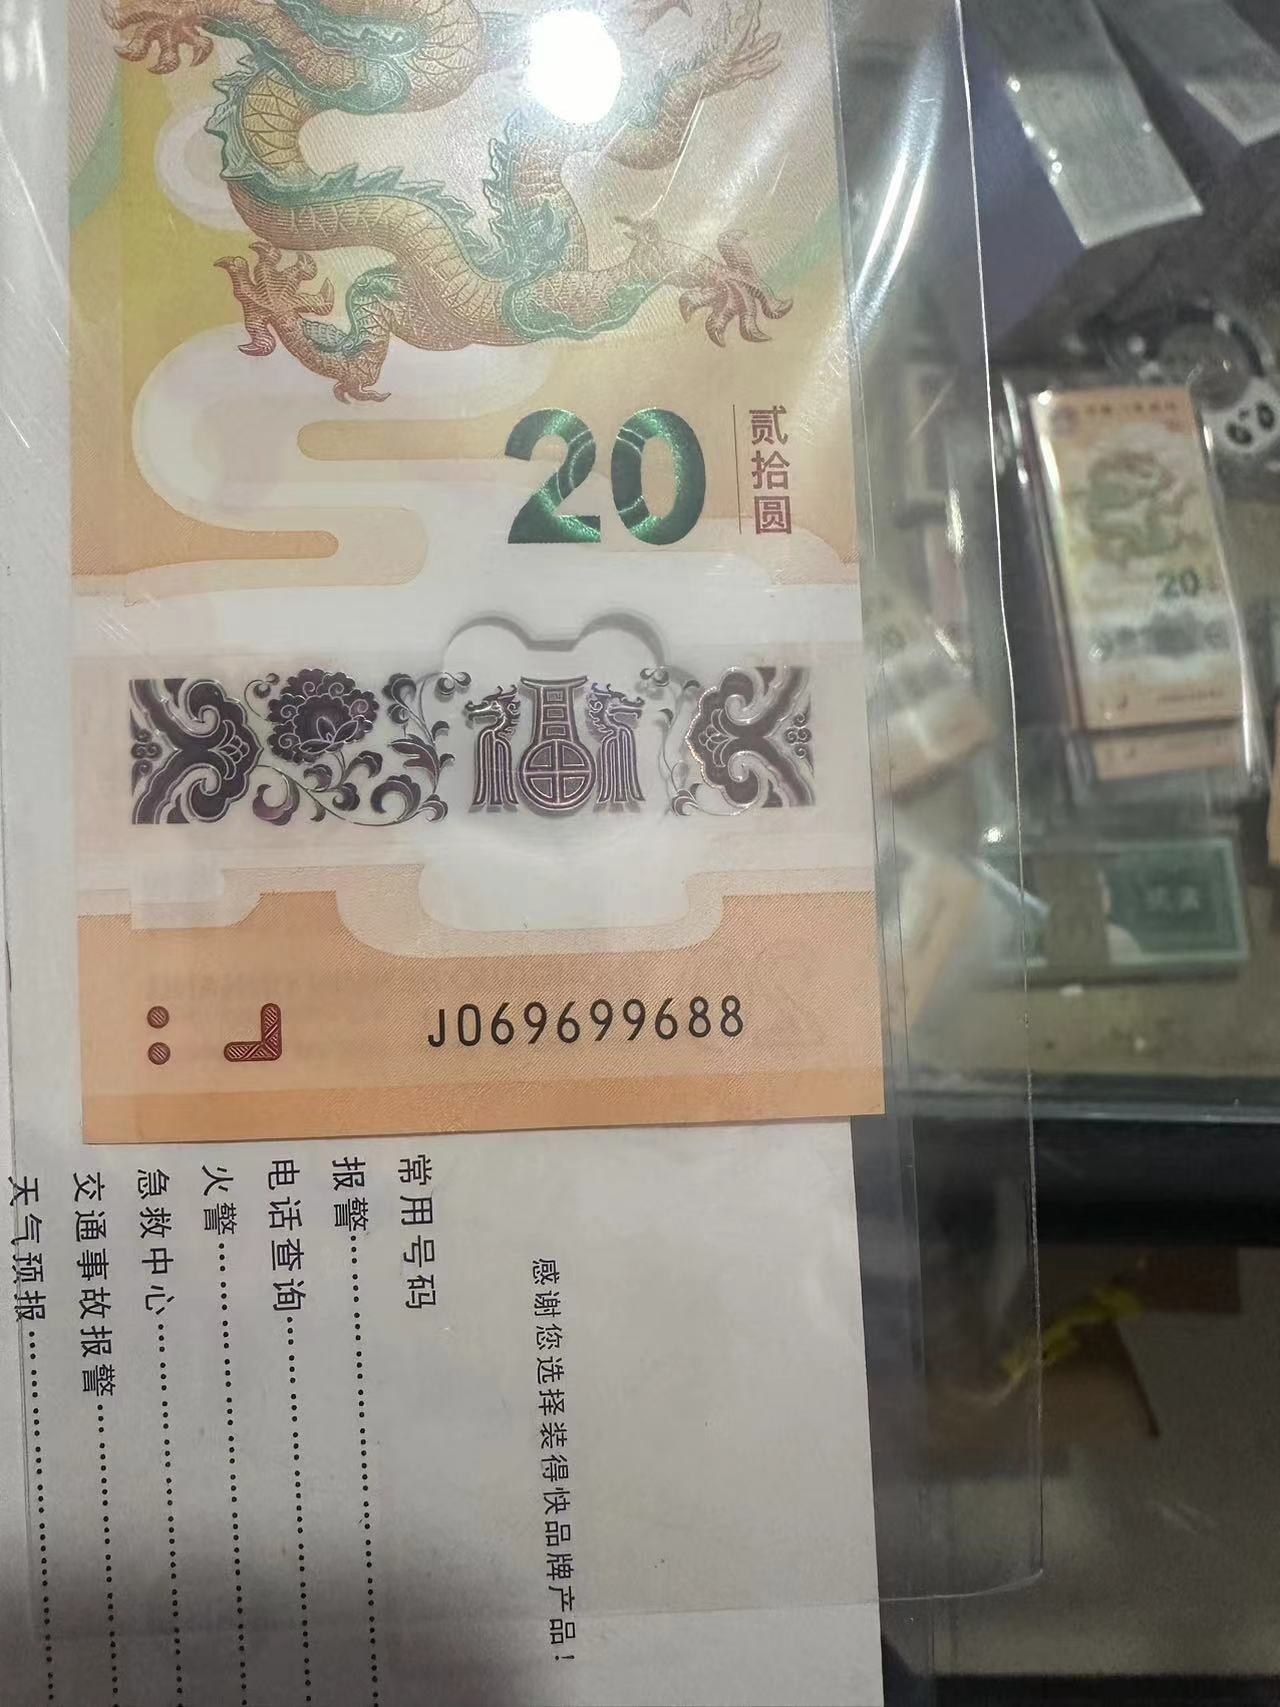 20
贰拾圆
J069699688
常用号码
报警
电话查询
火警
急救中心
交通事故报警
天气预报
感谢您选择装得快品牌产品！
20